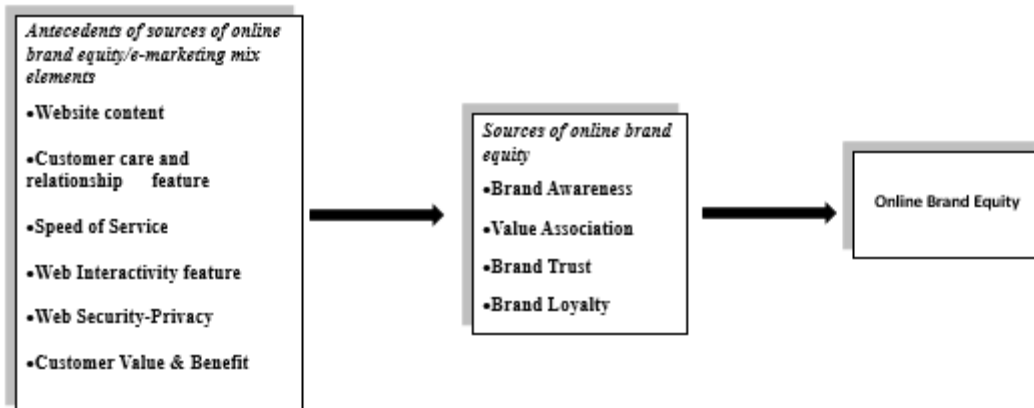 Antecedents of sources of online
brand equity/e-marketing mix
elements
•Website content
•Customer care and
relationship feature
•Speed of Service
•Web Interactivity feature
•Web Security-Privacy
•Customer Value & Benefit
Sources of online brand
equity
•Brand Awareness
•Value Association
•Brand Trust
•Brand Loyalty
Online Brand Equity